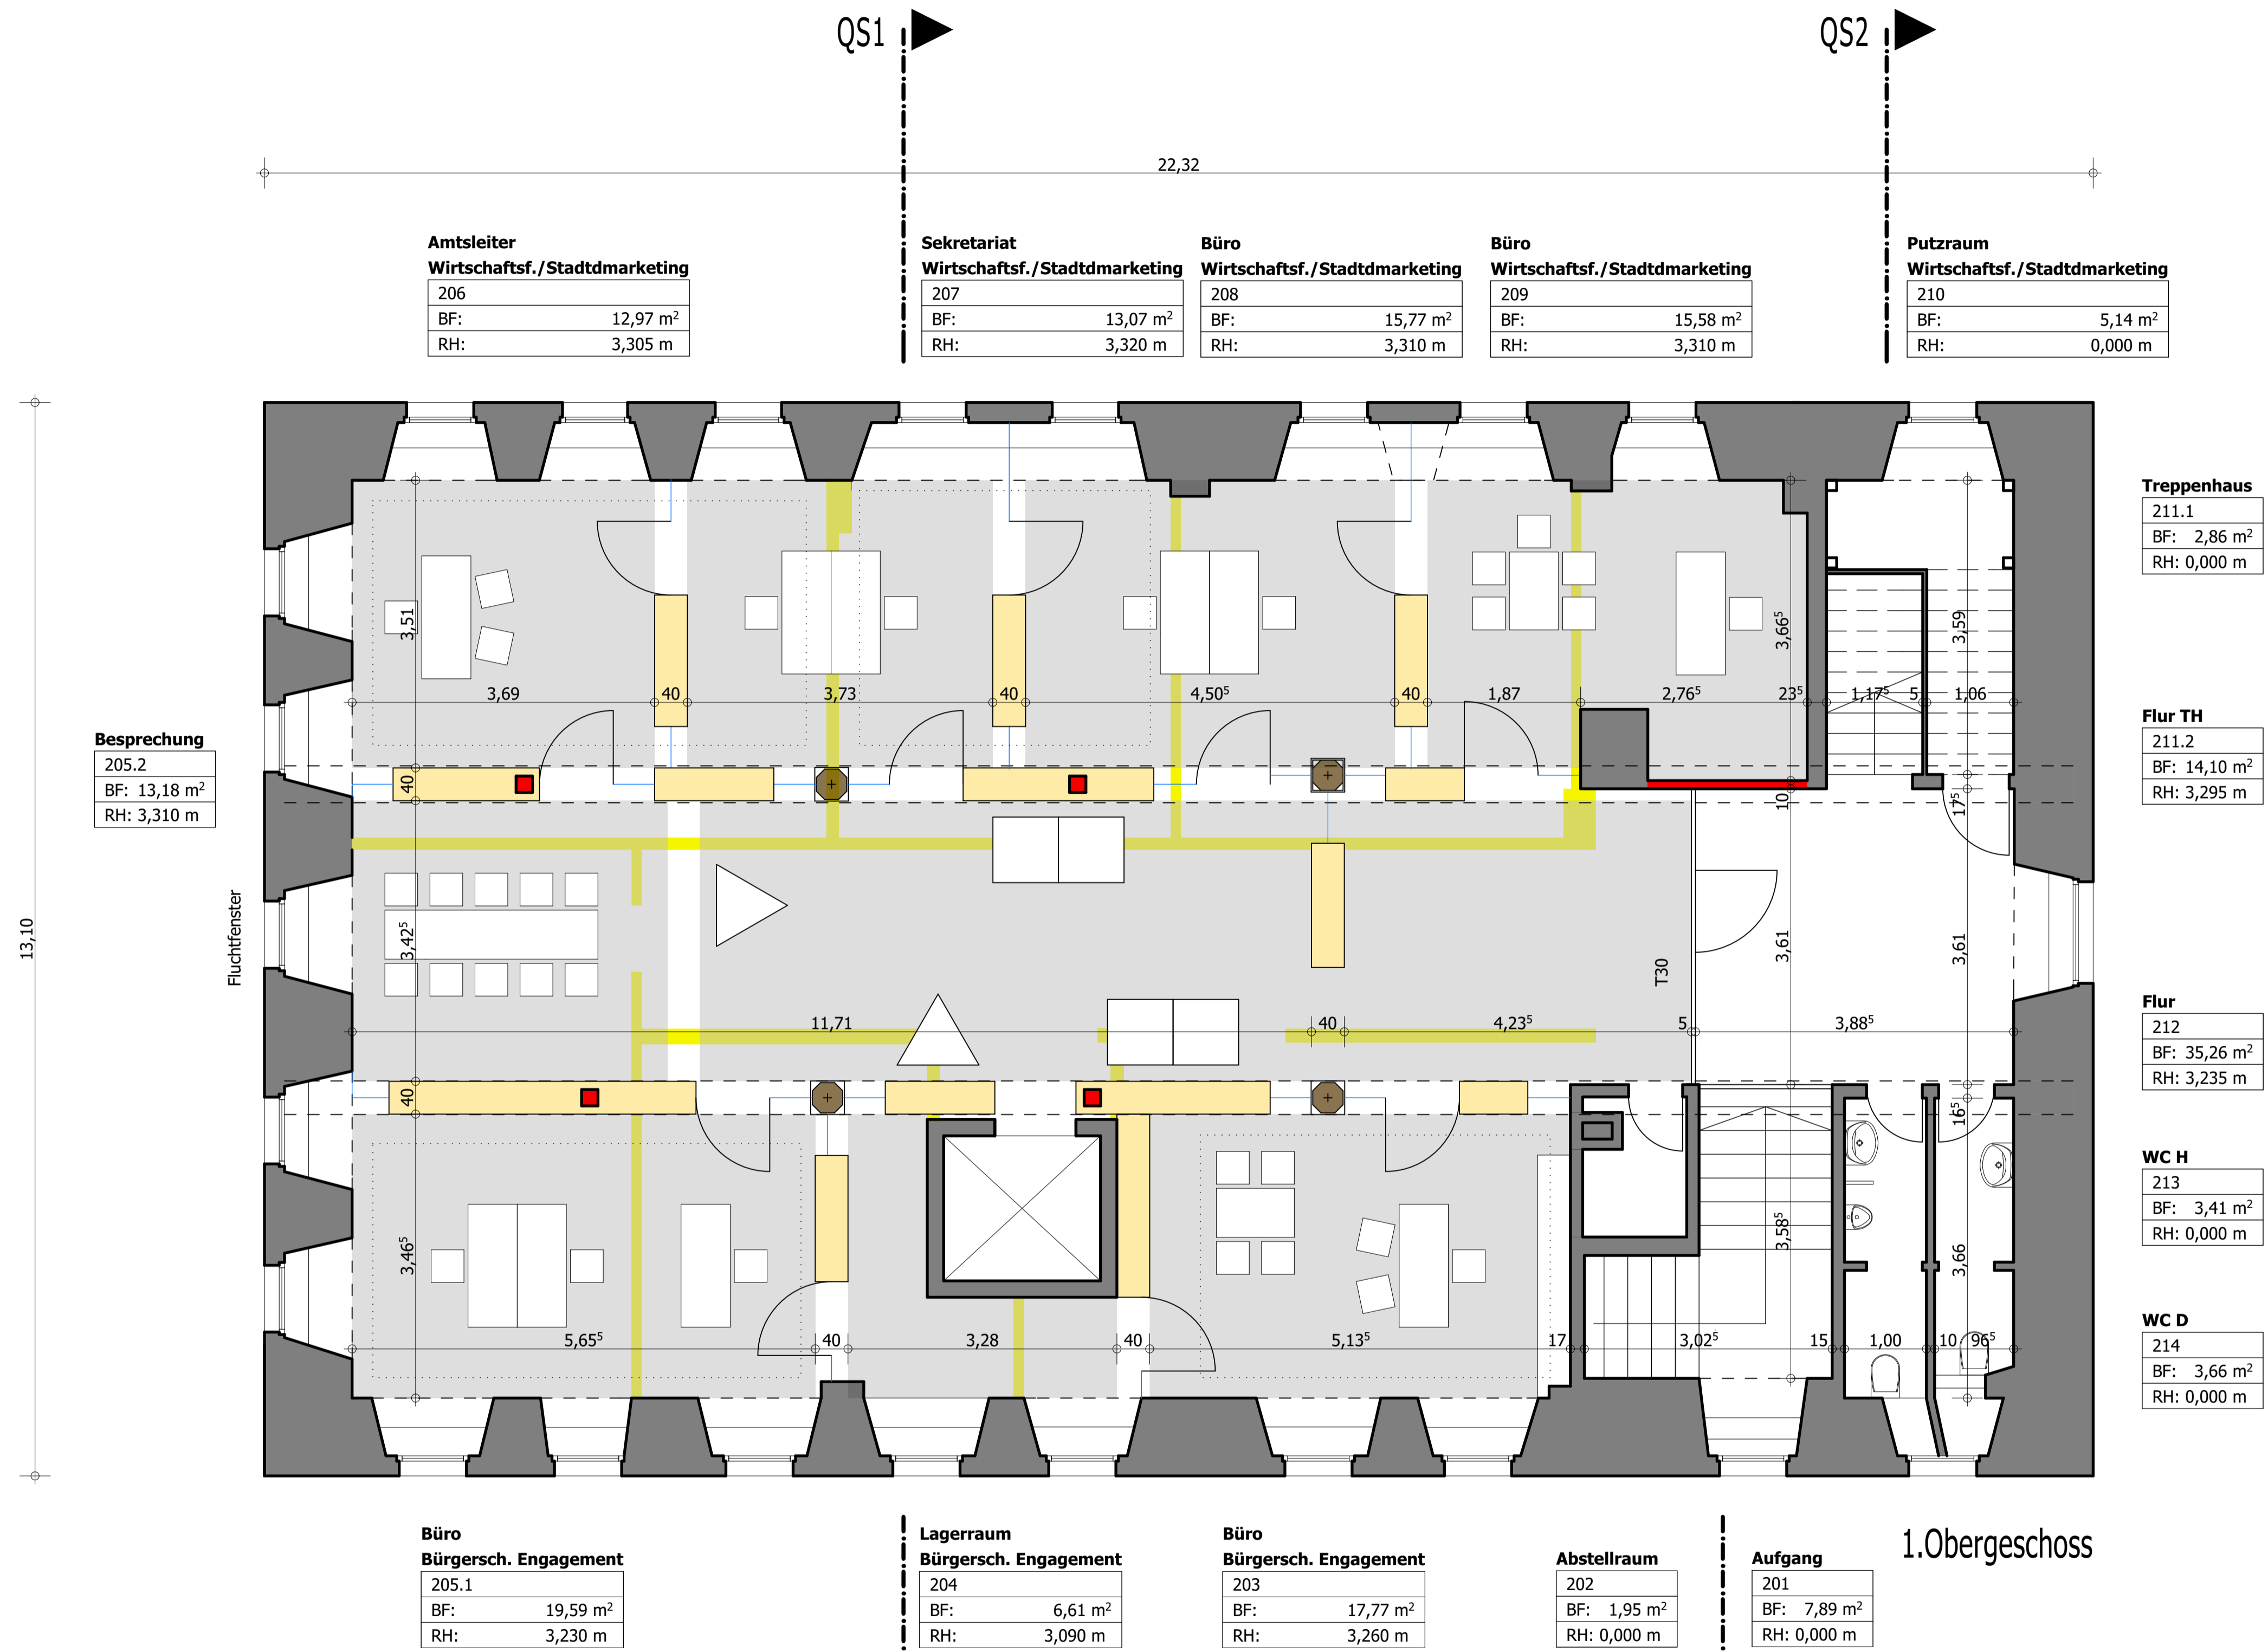 QS1
QS2
22,32
Amtsleiter
Wirtschaftsf./Stadtdmarketing
206
BF: 12,97 m²
RH: 3,305 m
Sekretariat
Wirtschaftsf./Stadtdmarketing
207
BF: 13,07 m²
RH: 3,320 m
Büro
Wirtschaftsf./Stadtdmarketing
208
BF: 15,77 m²
RH: 3,310 m
Büro
Wirtschaftsf./Stadtdmarketing
209
BF: 15,58 m²
RH: 3,310 m
Putzraum
Wirtschaftsf./Stadtdmarketing
210
BF: 5,14 m²
RH: 0,000 m
Treppenhaus
211.1
BF: 2,86 m²
RH: 0,000 m
Flur TH
211.2
BF: 14,10 m²
RH: 3,295 m
Flur
212
BF: 35,26 m²
RH: 3,235 m
WC H
213
BF: 3,41 m²
RH: 0,000 m
WC D
214
BF: 3,66 m²
RH: 0,000 m
Besprechung
205.2
BF: 13,18 m²
RH: 3,310 m
Fluchtfenster
13,10
3,51
3,66⁵
3,59
3,69
40
3,73
40
4,50⁵
40
1,87
2,76⁵
23⁵
1,17⁵
5
1,06
40
10
17⁵
3,42⁵
T30
3,61
3,61
11,71
40
4,23⁵
5
3,88⁵
40
16⁵
3,46⁵
3,58⁵
3,66
5,65⁵
40
3,28
40
5,13⁵
17
3,02⁵
15
1,00
10
96⁵
Büro
Bürgersch. Engagement
205.1
BF: 19,59 m²
RH: 3,230 m
Lagerraum
Bürgersch. Engagement
204
BF: 6,61 m²
RH: 3,090 m
Büro
Bürgersch. Engagement
203
BF: 17,77 m²
RH: 3,260 m
Abstellraum
202
BF: 1,95 m²
RH: 0,000 m
Aufgang
201
BF: 7,89 m²
RH: 0,000 m
1.Obergeschoss